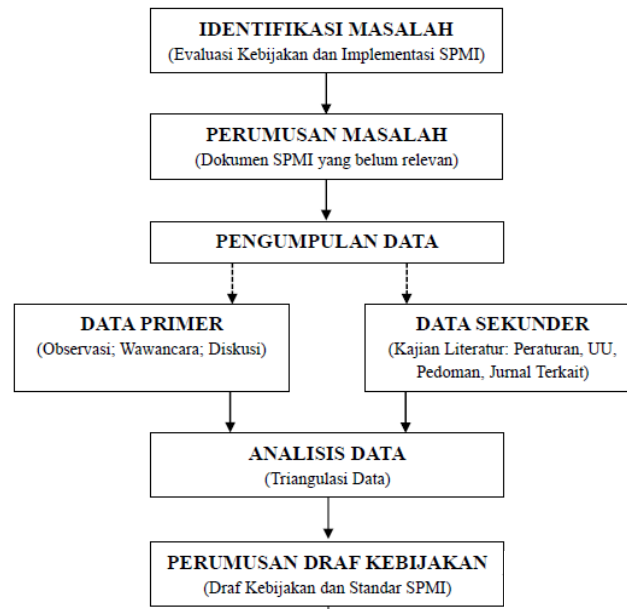 IDENTIFIKASI MASALAH
(Evaluasi Kebijakan dan Implementasi SPMI)
PERUMUSAN MASALAH
(Dokumen SPMI yang belum relevan)
PENGUMPULAN DATA
DATA PRIMER
(Observasi; Wawancara; Diskusi)
DATA SEKUNDER
(Kajian Literatur: Peraturan, UU,
Pedoman, Jurnal Terkait)
ANALISIS DATA
(Triangulasi Data)
PERUMUSAN DRAF KEBIJAKAN
(Draf Kebijakan dan Standar SPMI)